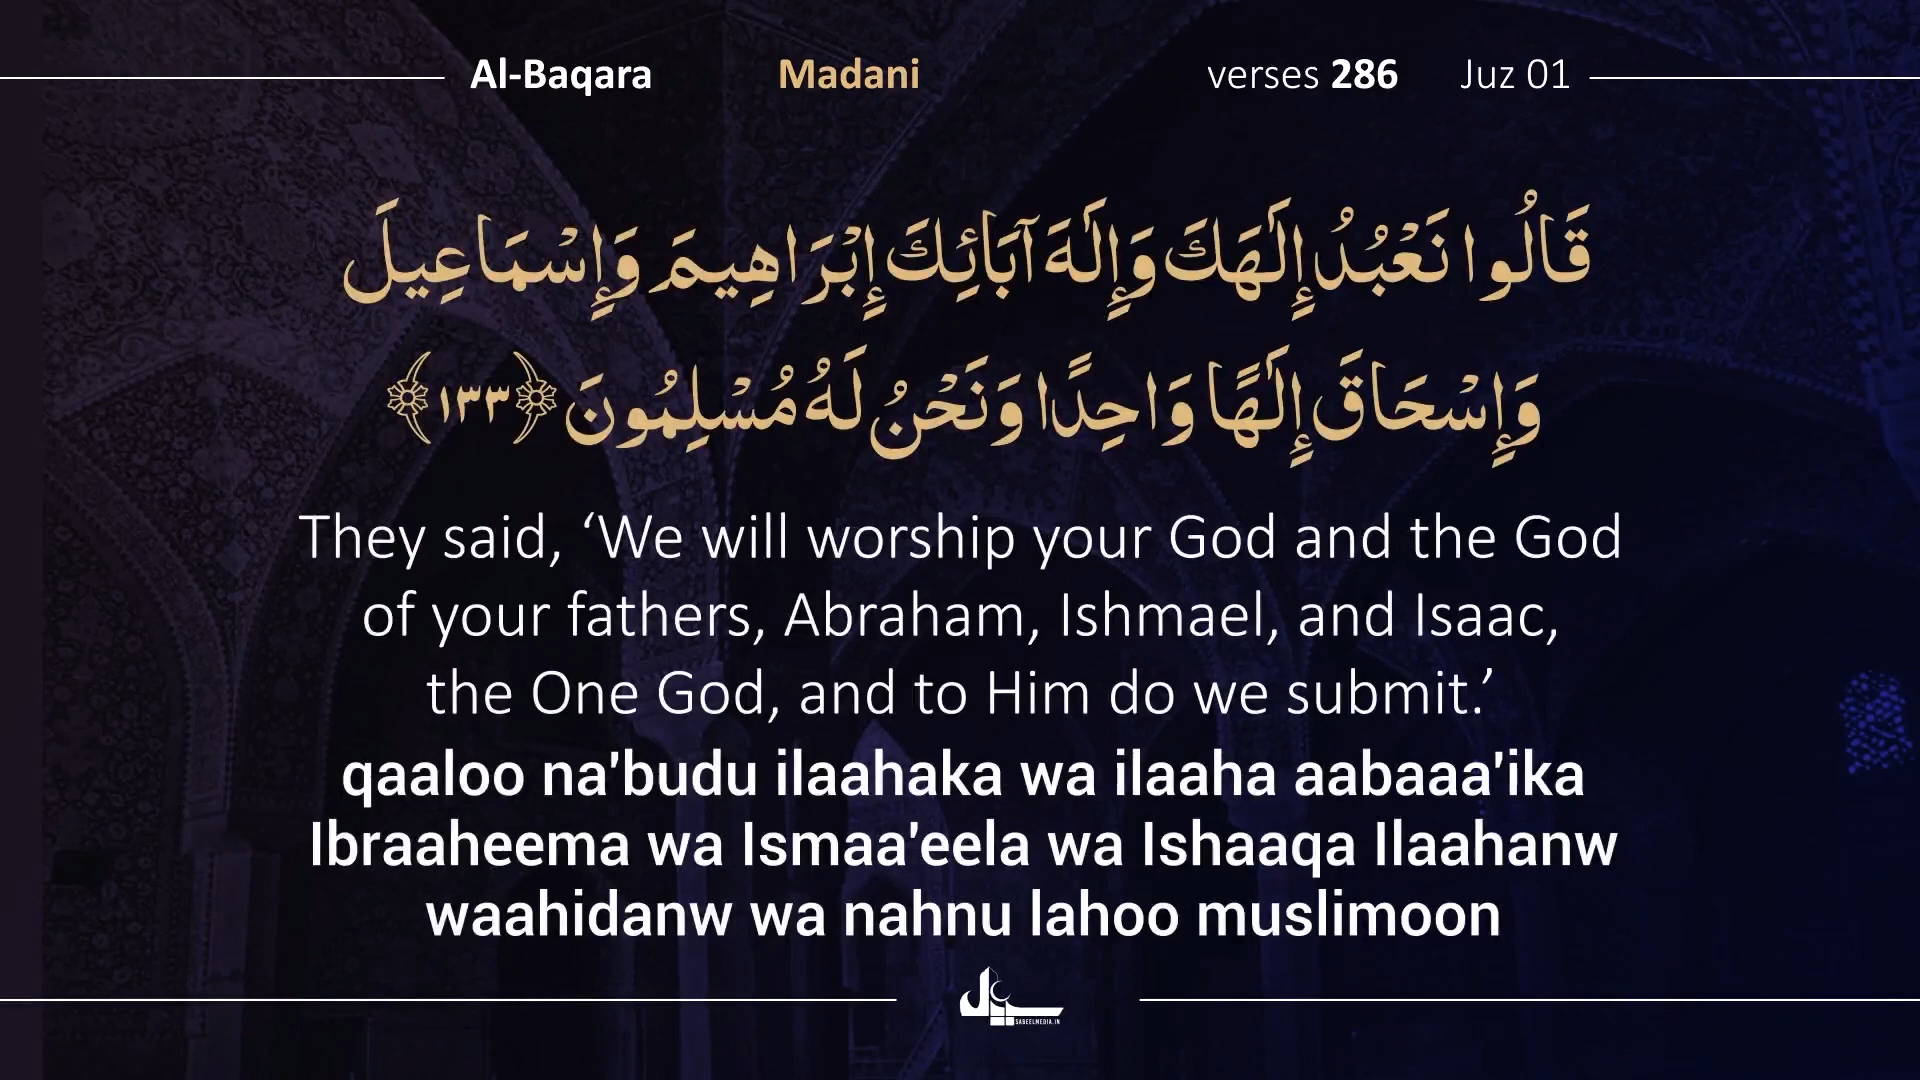 Al-Baqara Madani verses 286 Juz 01
قَالُوا نَعْبُدُ إِلَٰهَكَ وَإِلَٰهَ آبَائِكَ إِبْرَاهِيمَ وَإِسْمَاعِيلَ
وَإِسْحَاقَ إِلَٰهًا وَاحِدًا وَنَحْنُ لَهُ مُسْلِمُونَ ﴿١٣٣﴾
They said, ‘We will worship your God and the God
of your fathers, Abraham, Ishmael, and Isaac,
the One God, and to Him do we submit.’
qaaloo na'budu ilaahaka wa ilaaha aabaaa'ika
Ibraaheema wa Ismaa'eela wa Ishaaqa Ilaahanw
waahidanw wa nahnu lahoo muslimoon
SABEELMEDIA.IN